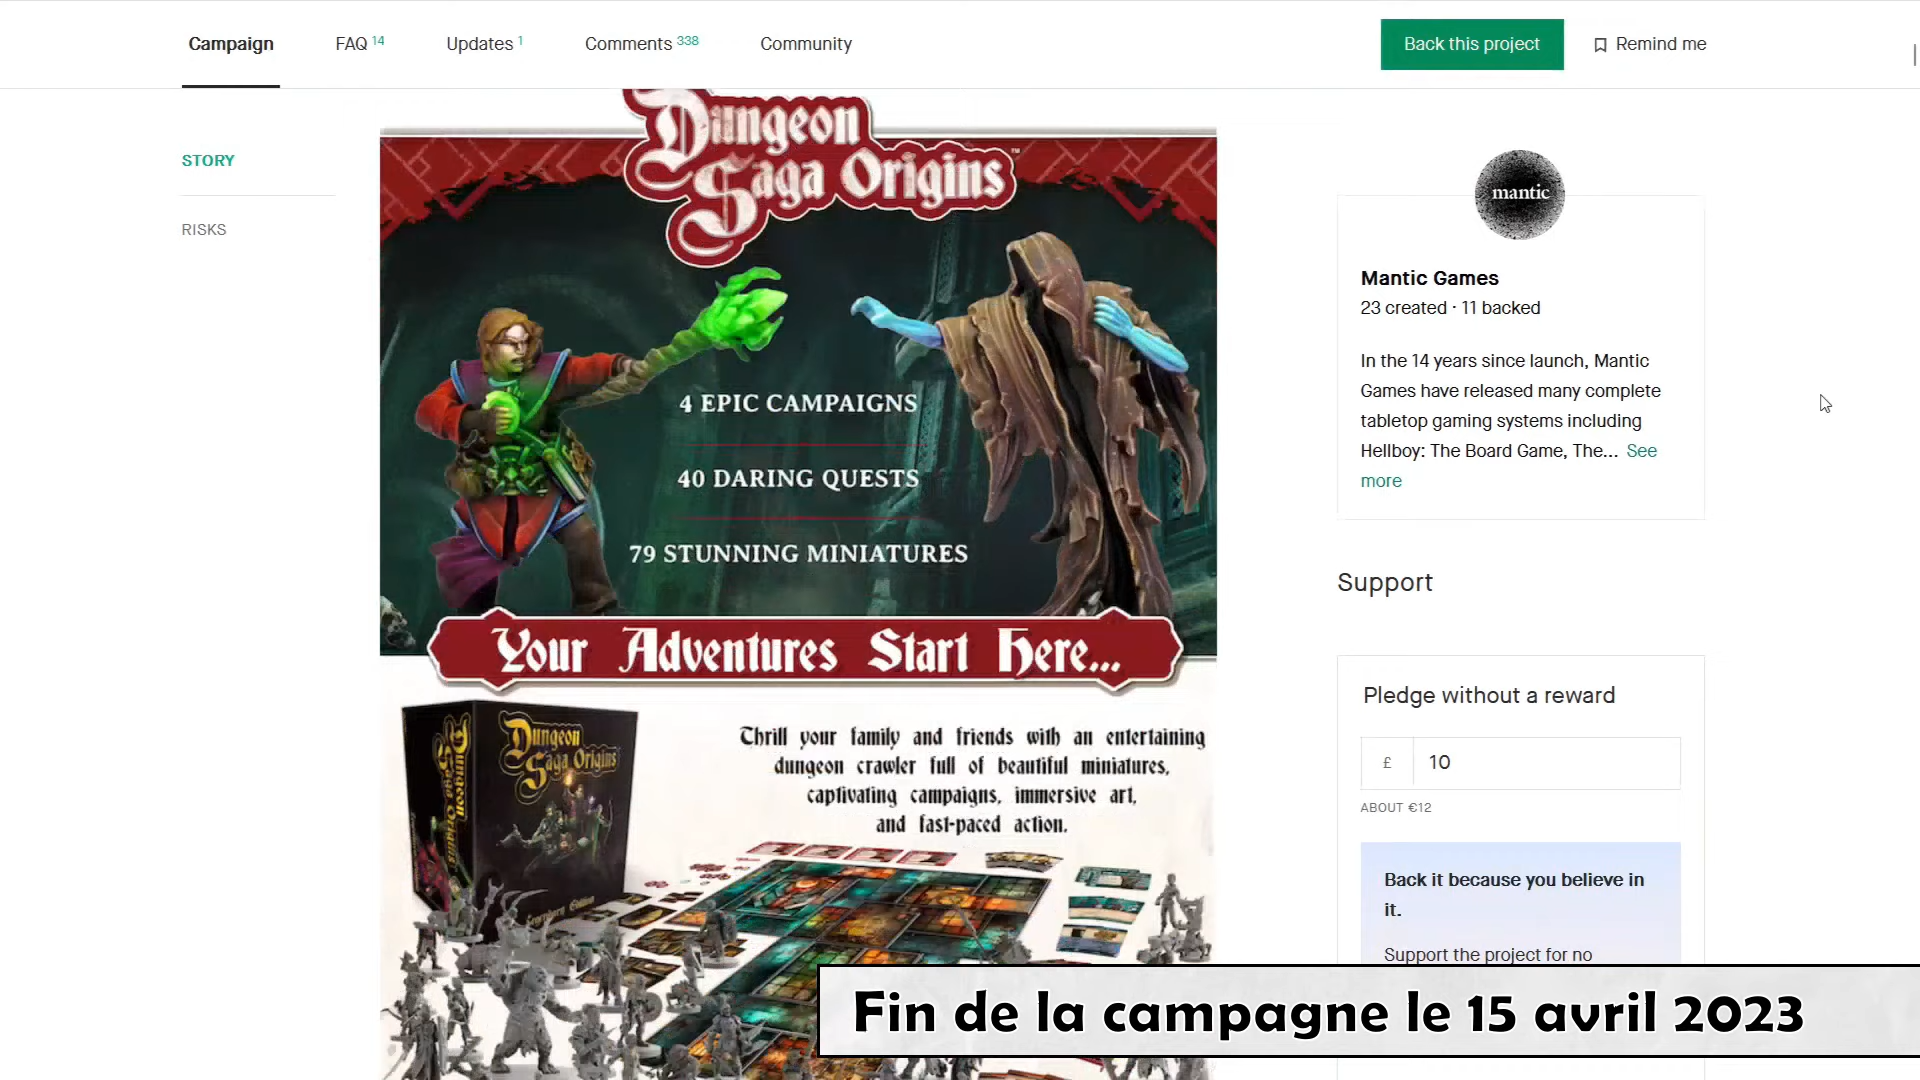 Campaign
FAQ 14
Updates 1
Comments 338
Community
Back this project
Remind me
STORY
RISKS
Dungeon
Saga Origins™
4 EPIC CAMPAIGNS
40 DARING QUESTS
79 STUNNING MINIATURES
Your Adventures Start Here...
Thrill your family and friends with an entertaining
dungeon crawler full of beautiful miniatures,
captivating campaigns, immersive art,
and fast-paced action.
Dungeon
Saga Origins
Dungeon
Saga Origins
Legendary Edition
mantic
Mantic Games
23 created · 11 backed
In the 14 years since launch, Mantic
Games have released many complete
tabletop gaming systems including
Hellboy: The Board Game, The... See
more
Support
Pledge without a reward
£ 10
ABOUT €12
Back it because you believe in
it.
Support the project for no
Fin de la campagne le 15 avril 2023